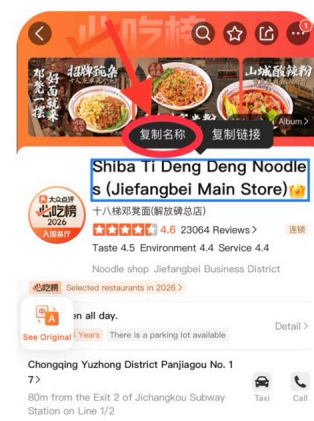 必吃榜
1
邓凳一摆
好面就来
招牌豌杂
山城酸辣粉
Album>
复制名称 复制链接
Shiba Ti Deng Deng Noodle
s (Jiefangbei Main Store)
大众点评
必吃榜
2026
入围餐厅
十八梯邓凳面(解放碑总店)
4.6 23064 Reviews> 连锁
Taste 4.5 Environment 4.4 Service 4.4
Noodle shop Jiefangbei Business District
必吃榜 Selected restaurants in 2026 >
en all day.
See Original
Years There is a parking lot available
Detail >
Chongqing Yuzhong District Panjiagou No. 1
7>
80m from the Exit 2 of Jichangkou Subway
Station on Line 1/2
Taxi Call